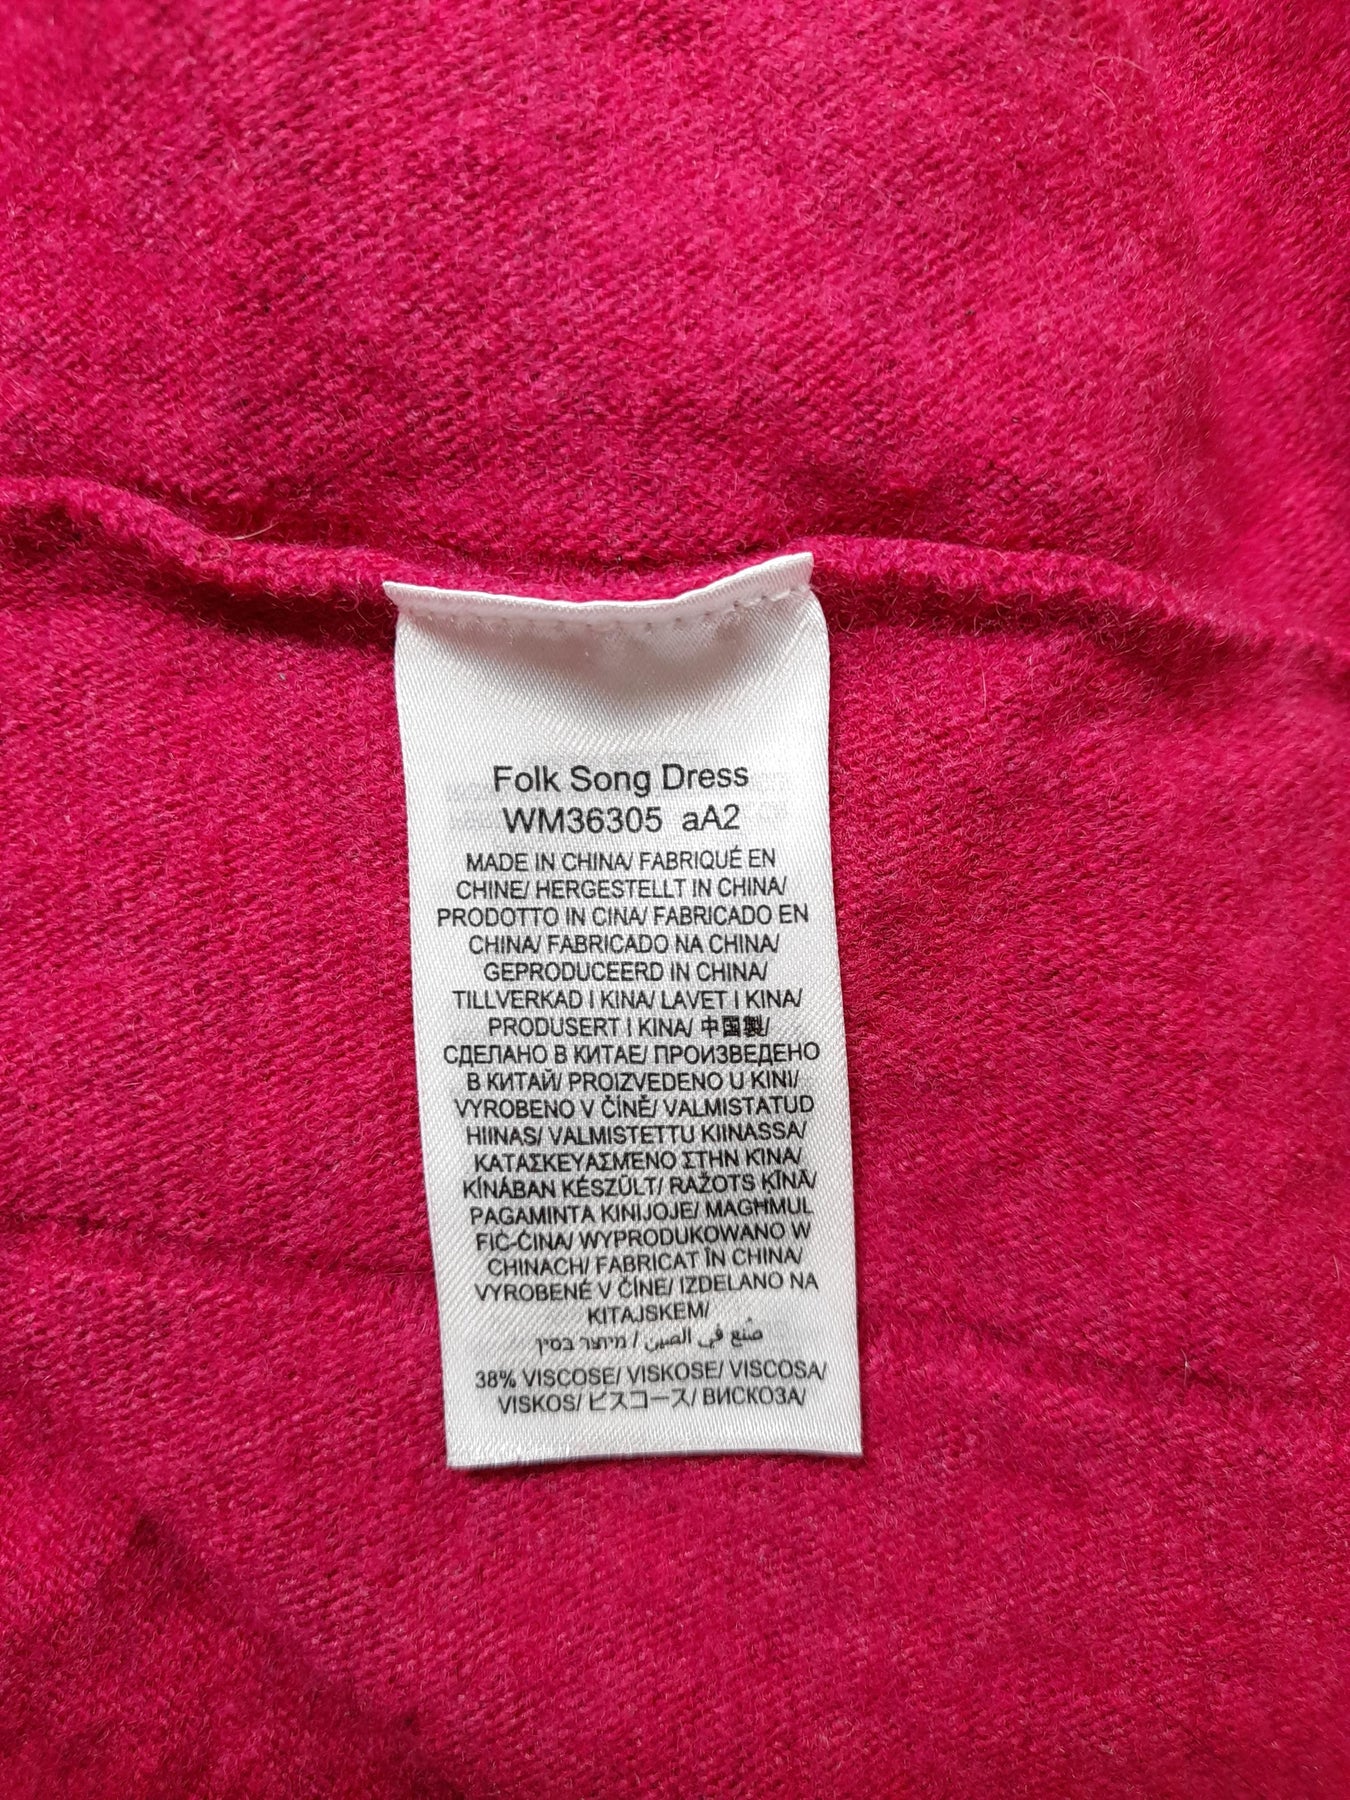 Folk Song Dress
WM36305 aA2
MADE IN CHINA/ FABRIQUÉ EN
CHINE/ HERGESTELLT IN CHINA/
PRODOTTO IN CINA/ FABRICADO EN
CHINA/ FABRICADO NA CHINA/
GEPRODUCEERD IN CHINA/
TILLVERKAD I KINA/ LAVET I KINA/
PRODUSERT I KINA/ 中国製/
СДЕЛАНО В КИТАЕ/ ПРОИЗВЕДЕНО
В КИТАЙ/ PROIZVEDENO U KINI/
VYROBENO V ČÍNĚ/ VALMISTATUD
HIINAS/ VALMISTETTU KIINASSA/
ΚΑΤΑΣΚΕΥΑΣΜΕΝΟ ΣΤΗΝ ΚΙΝΑ/
KÍNÁBAN KÉSZÜLT/ RAŽOTS ĶĪNĀ/
PAGAMINTA KINIJOJE/ MAGĦMUL
FIĊ-ĊINA/ WYPRODUKOWANO W
CHINACH/ FABRICAT ÎN CHINA/
VYROBENÉ V ČÍNE/ IZDELANO NA
KITAJSKEM/
صُنع في الصين / מיוצר בסין
38% VISCOSE/ VISKOSE/ VISCOSA/
VISKOS/ ビスコース/ ВИСКОЗА/